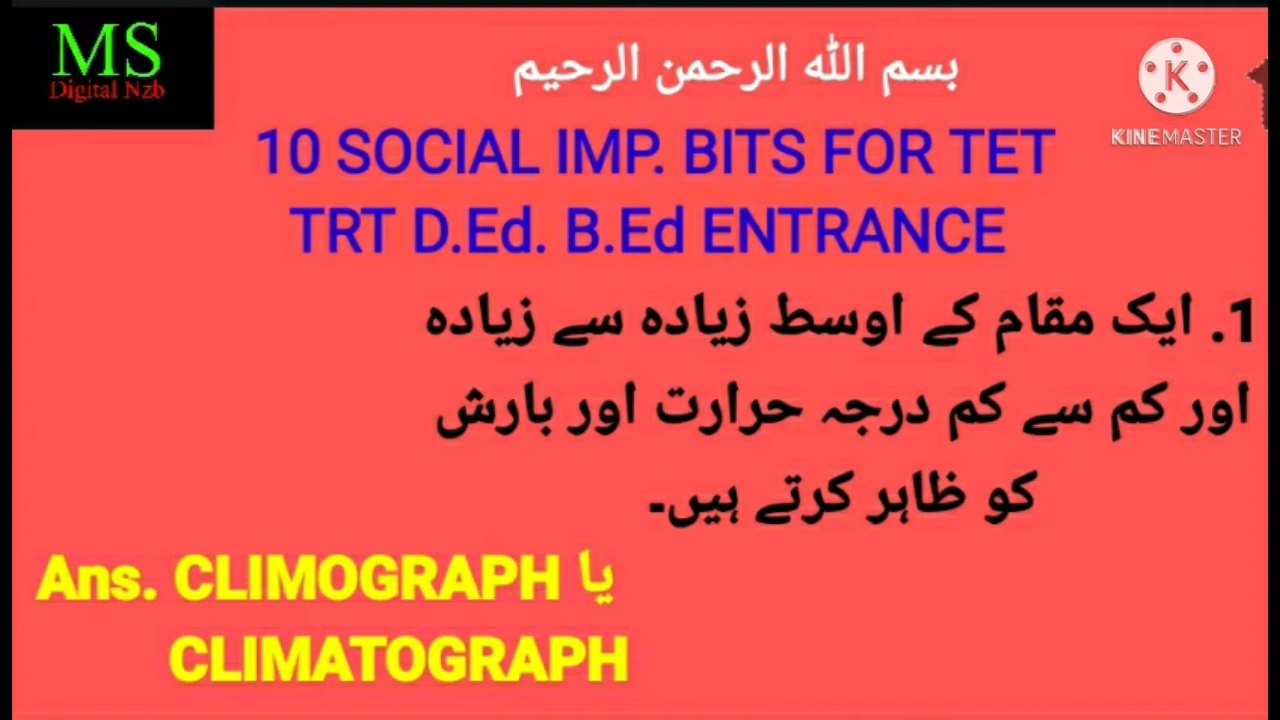 MS
Digital Nzb
بسم الله الرحمن الرحيم
KINEMASTER
10 SOCIAL IMP. BITS FOR TET
TRT D.Ed. B.Ed ENTRANCE
1. ایک مقام کے اوسط زیادہ سے زیادہ
اور کم سے کم درجہ حرارت اور بارش
کو ظاہر کرتے ہیں۔
Ans. CLIMOGRAPH یا
CLIMATOGRAPH